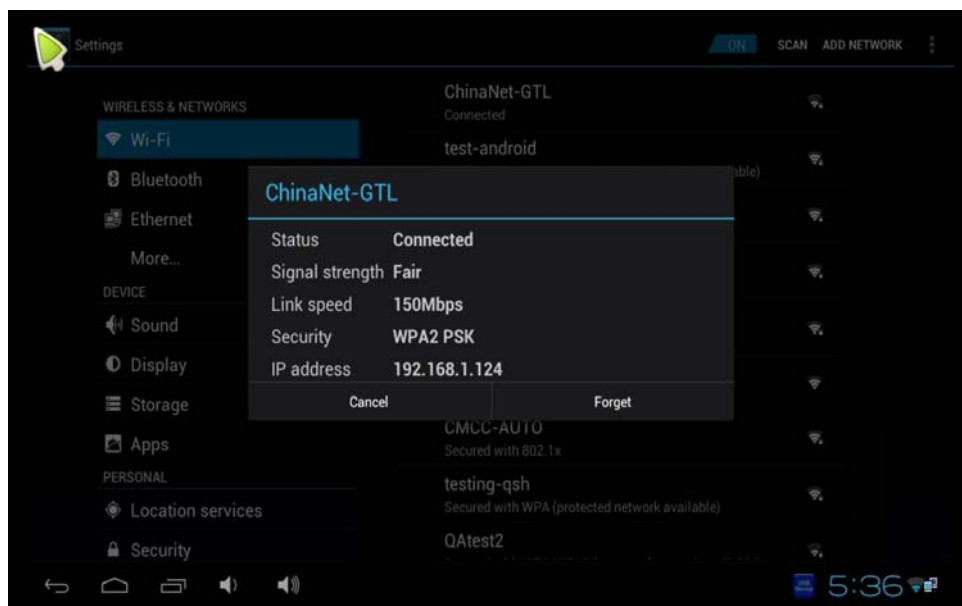 Settings
ON SCAN ADD NETWORK
WIRELESS & NETWORKS
Wi-Fi
Bluetooth
Ethernet
More...
DEVICE
Sound
Display
Storage
Apps
PERSONAL
Location services
Security
ChinaNet-GTL
Connected
test-android
able)
ChinaNet-GTL
Status Connected
Signal strength Fair
Link speed 150Mbps
Security WPA2 PSK
IP address 192.168.1.124
Cancel Forget
CMCC-AUTO
Secured with 802.1x
testing-qsh
Secured with WPA (protected network available)
QAtest2
5:36